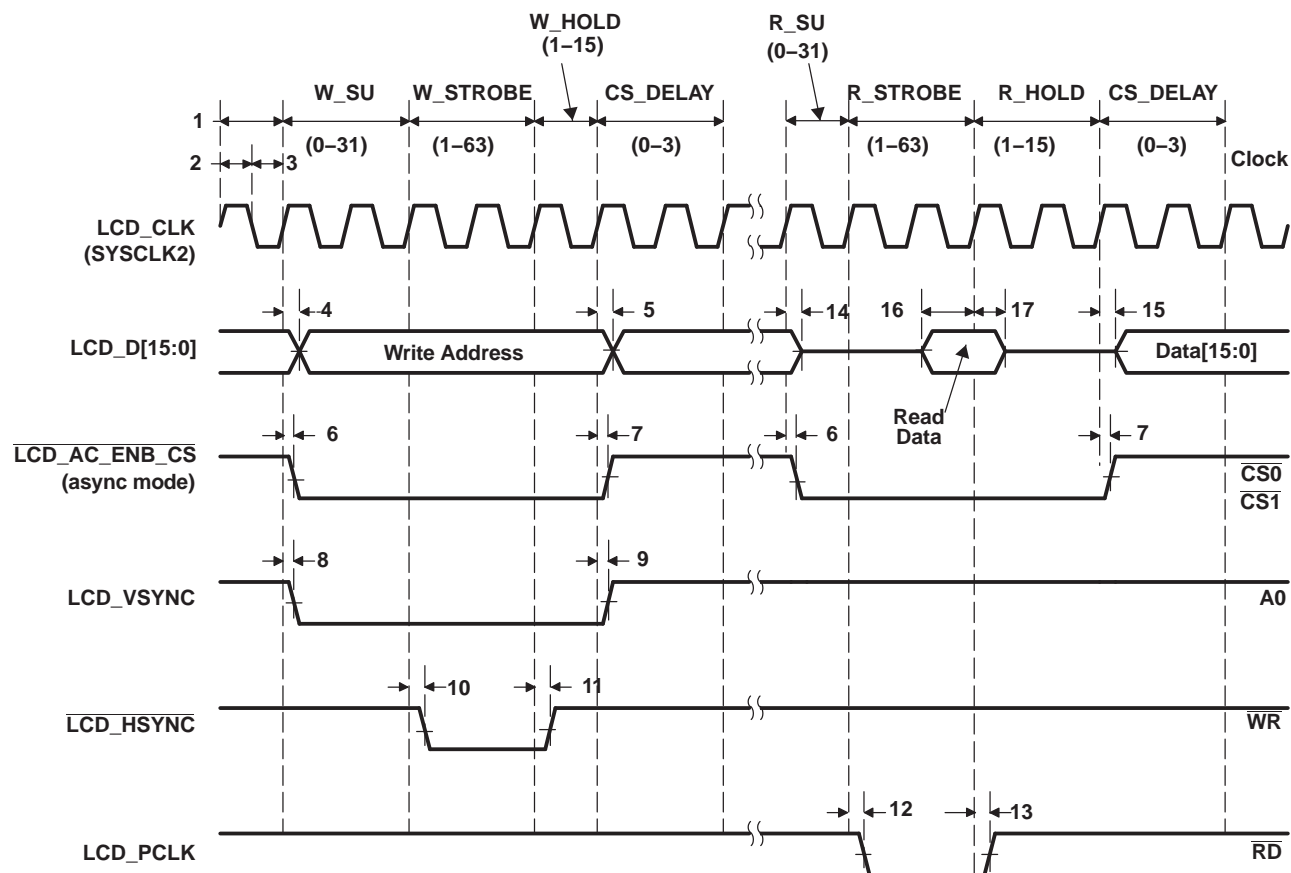 W_HOLD
(1–15)
R_SU
(0–31)
W_SU
W_STROBE
CS_DELAY
R_STROBE
R_HOLD
CS_DELAY
1
(0–31)
(1–63)
(0–3)
(1–63)
(1–15)
(0–3)
2
3
Clock
LCD_CLK
(SYSCLK2)
4
5
14
16
17
15
LCD_D[15:0]
Write Address
Data[15:0]
Read
Data
6
7
6
7
LCD_AC_ENB_CS
(async mode)
CS0
CS1
8
9
LCD_VSYNC
A0
10
11
LCD_HSYNC
WR
12
13
LCD_PCLK
RD